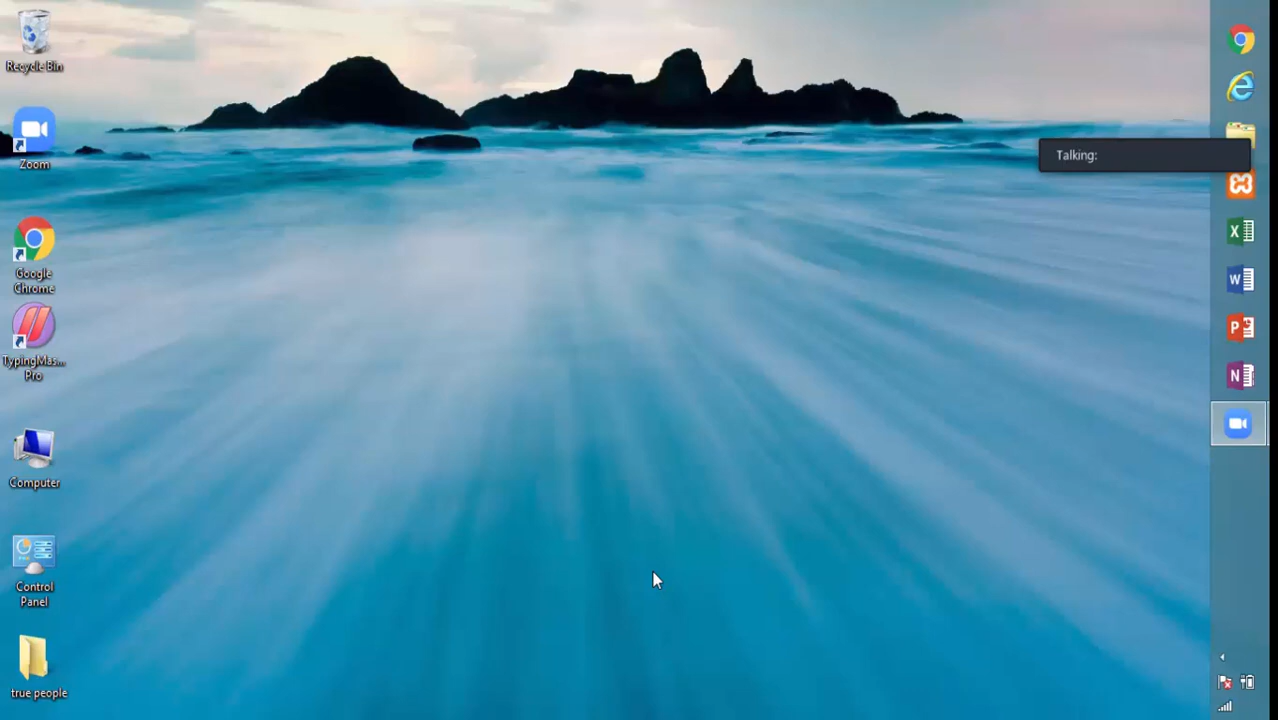 Recycle Bin
Zoom
Google
Chrome
TypingMas...
Pro
Computer
Control
Panel
true people
Talking: